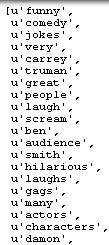 [u'funny',
u'comedy',
u'jokes',
u'very',
u'carrey',
u'truman',
u'great',
u'people',
u'laugh',
u'scream',
u'ben',
u'audience',
u'smith',
u'hilarious',
u'laughs',
u'gags',
u'many',
u'actors',
u'characters',
u'damon',